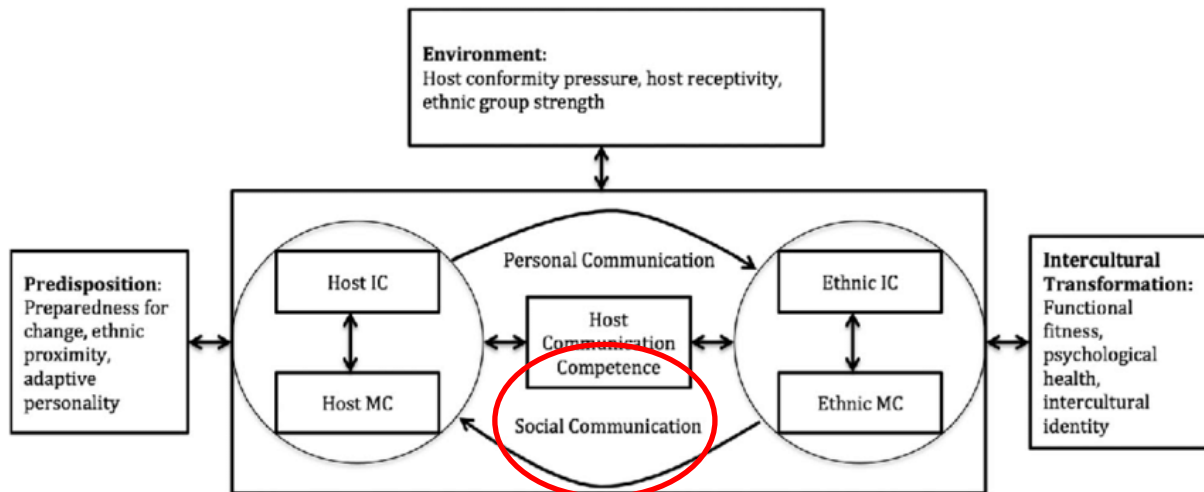 Environment:
Host conformity pressure, host receptivity,
ethnic group strength
Predisposition:
Preparedness for
change, ethnic
proximity,
adaptive
personality
Host IC
Host MC
Personal Communication
Host
Communication
Competence
Social Communication
Ethnic IC
Ethnic MC
Intercultural
Transformation:
Functional
fitness,
psychological
health,
intercultural
identity